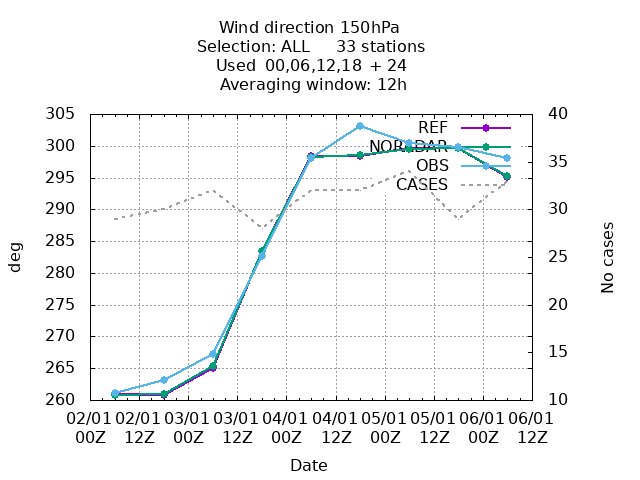 Wind direction 150hPa
Selection: ALL 33 stations
Used 00,06,12,18 + 24
Averaging window: 12h
305
300
295
290
285
280
275
270
265
260
deg
40
35
30
25
20
15
10
No cases
REF
OBS
CASES
02/01 02/01 03/01 03/01 04/01 04/01 05/01 05/01 06/01 06/01
00Z 12Z 00Z 12Z 00Z 12Z 00Z 12Z 00Z 12Z
Date